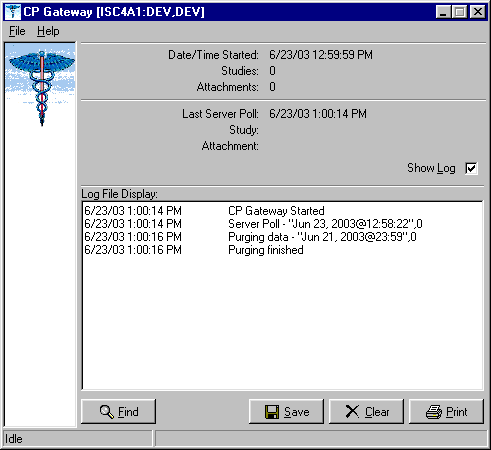 CP Gateway [ISC4A1:DEV,DEV]
File Help
Date/Time Started: 6/23/03 12:59:59 PM
Studies: 0
Attachments: 0
Last Server Poll: 6/23/03 1:00:14 PM
Study:
Attachment:
Show Log
Log File Display:
6/23/03 1:00:14 PM CP Gateway Started
6/23/03 1:00:14 PM Server Poll - "Jun 23, 2003@12:58:22",0
6/23/03 1:00:16 PM Purging data - "Jun 21, 2003@23:59",0
6/23/03 1:00:16 PM Purging finished
Find Save Clear Print
Idle